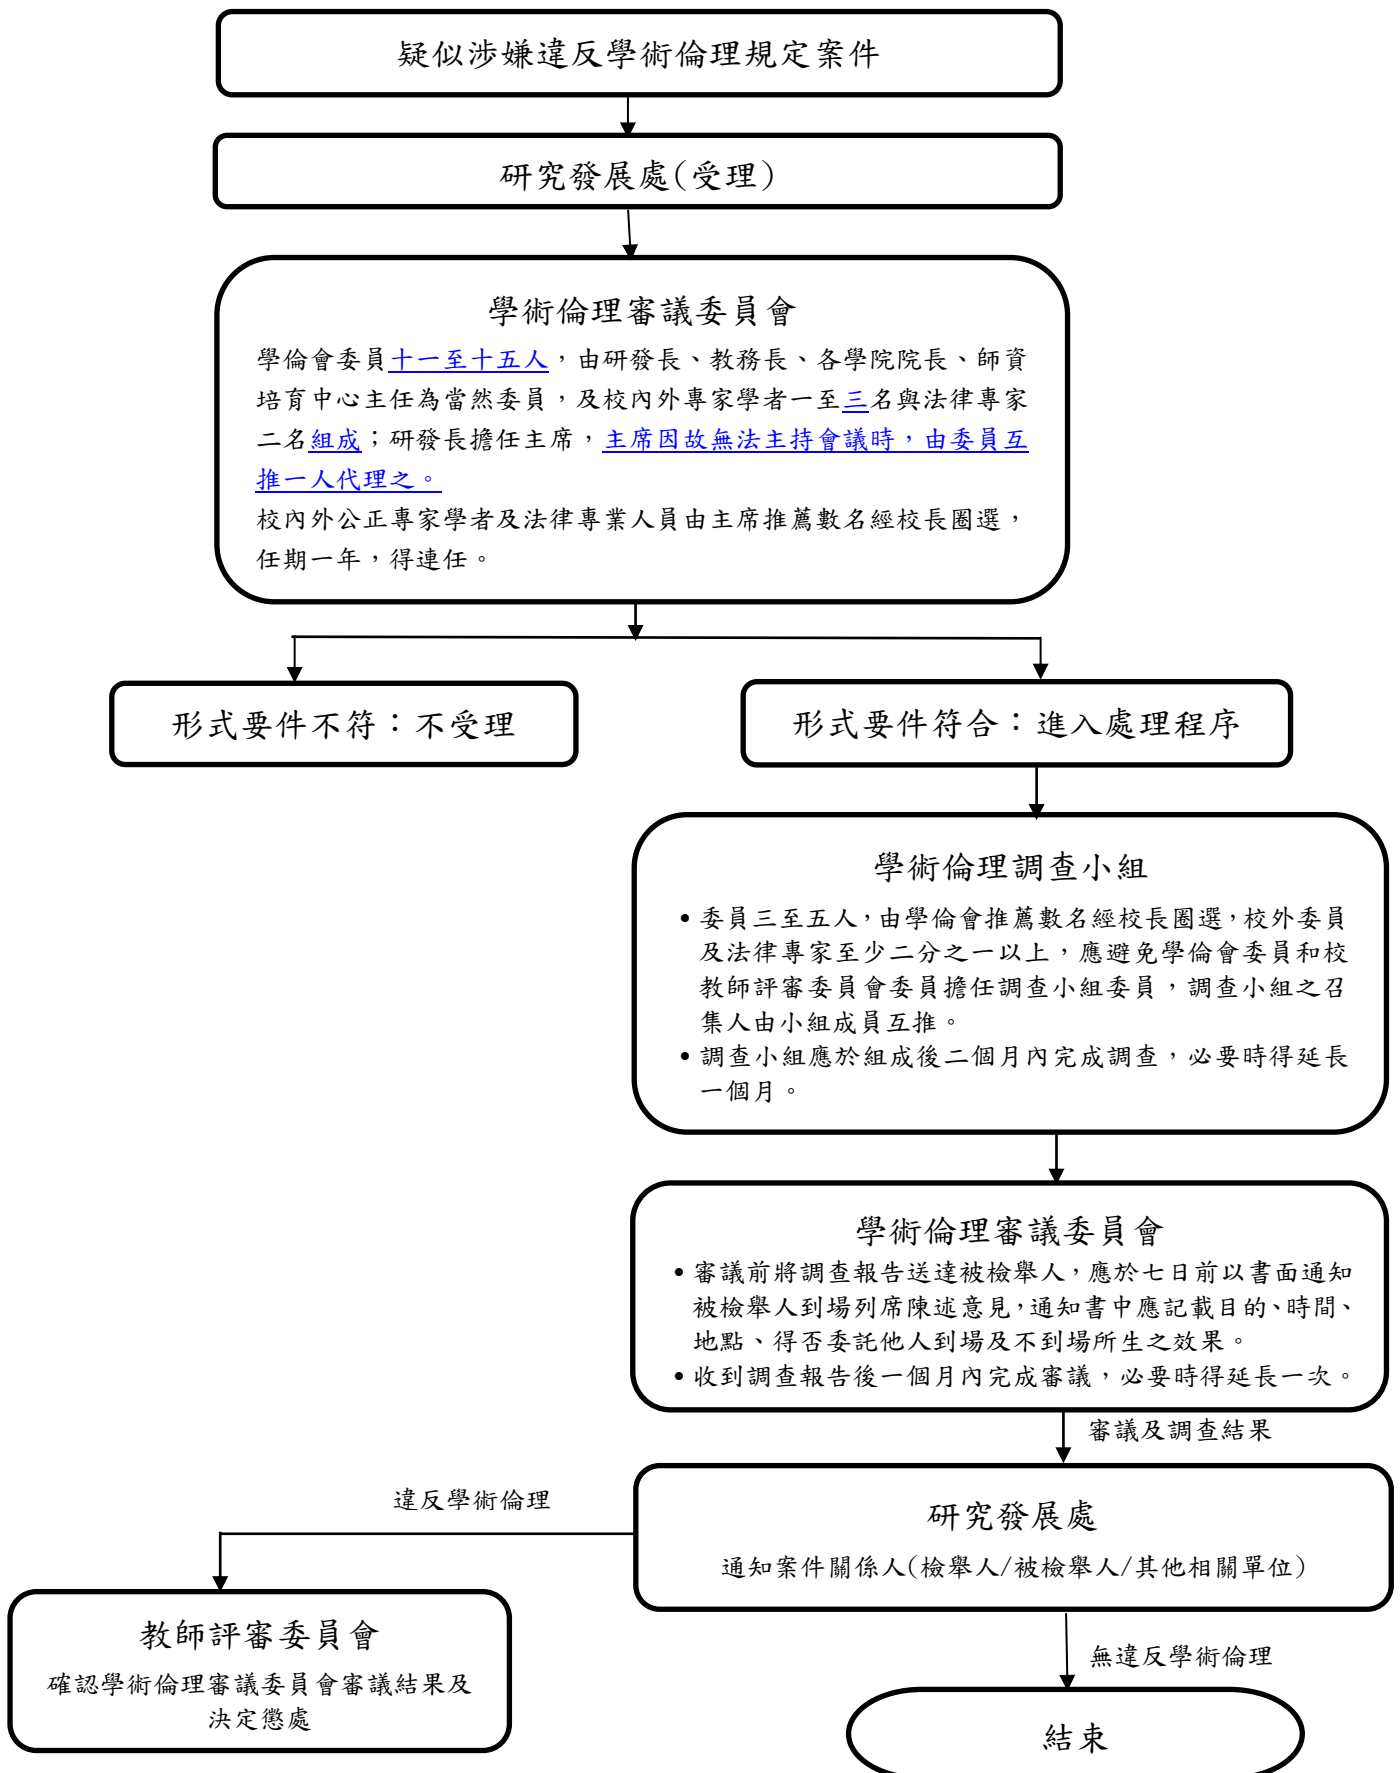 疑似涉嫌違反學術倫理規定案件
研究發展處(受理)
學術倫理審議委員會
學倫會委員十一至十五人，由研發長、教務長、各學院院長、師資
培育中心主任為當然委員，及校內外專家學者一至三名與法律專家
二名組成；研發長擔任主席，主席因故無法主持會議時，由委員互
推一人代理之。
校內外公正專家學者及法律專業人員由主席推薦數名經校長圈選，
任期一年，得連任。
形式要件不符：不受理
形式要件符合：進入處理程序
學術倫理調查小組
•委員三至五人，由學倫會推薦數名經校長圈選，校外委員
及法律專家至少二分之一以上，應避免學倫會委員和校
教師評審委員會委員擔任調查小組委員，調查小組之召
集人由小組成員互推。
•調查小組應於組成後二個月內完成調查，必要時得延長
一個月。
學術倫理審議委員會
•審議前將調查報告送達被檢舉人，應於七日前以書面通知
被檢舉人到場列席陳述意見，通知書中應記載目的、時間、
地點、得否委託他人到場及不到場所生之效果。
•收到調查報告後一個月內完成審議，必要時得延長一次。
審議及調查結果
違反學術倫理
研究發展處
通知案件關係人(檢舉人/被檢舉人/其他相關單位)
教師評審委員會
確認學術倫理審議委員會審議結果及
決定懲處
無違反學術倫理
結束